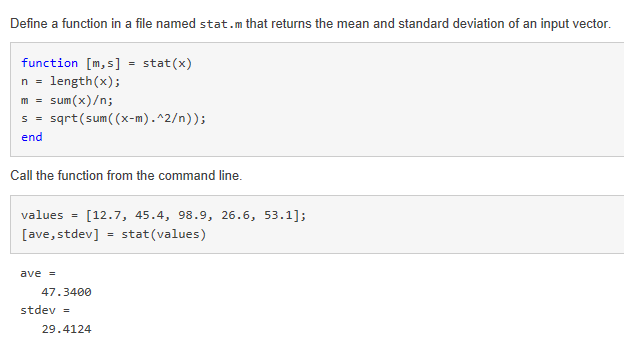 Define a function in a file named stat.m that returns the mean and standard deviation of an input vector.
function [m,s] = stat(x)
n = length(x);
m = sum(x)/n;
s = sqrt(sum((x-m).^2/n));
end
Call the function from the command line.
values = [12.7, 45.4, 98.9, 26.6, 53.1];
[ave,stdev] = stat(values)
ave =
47.3400
stdev =
29.4124